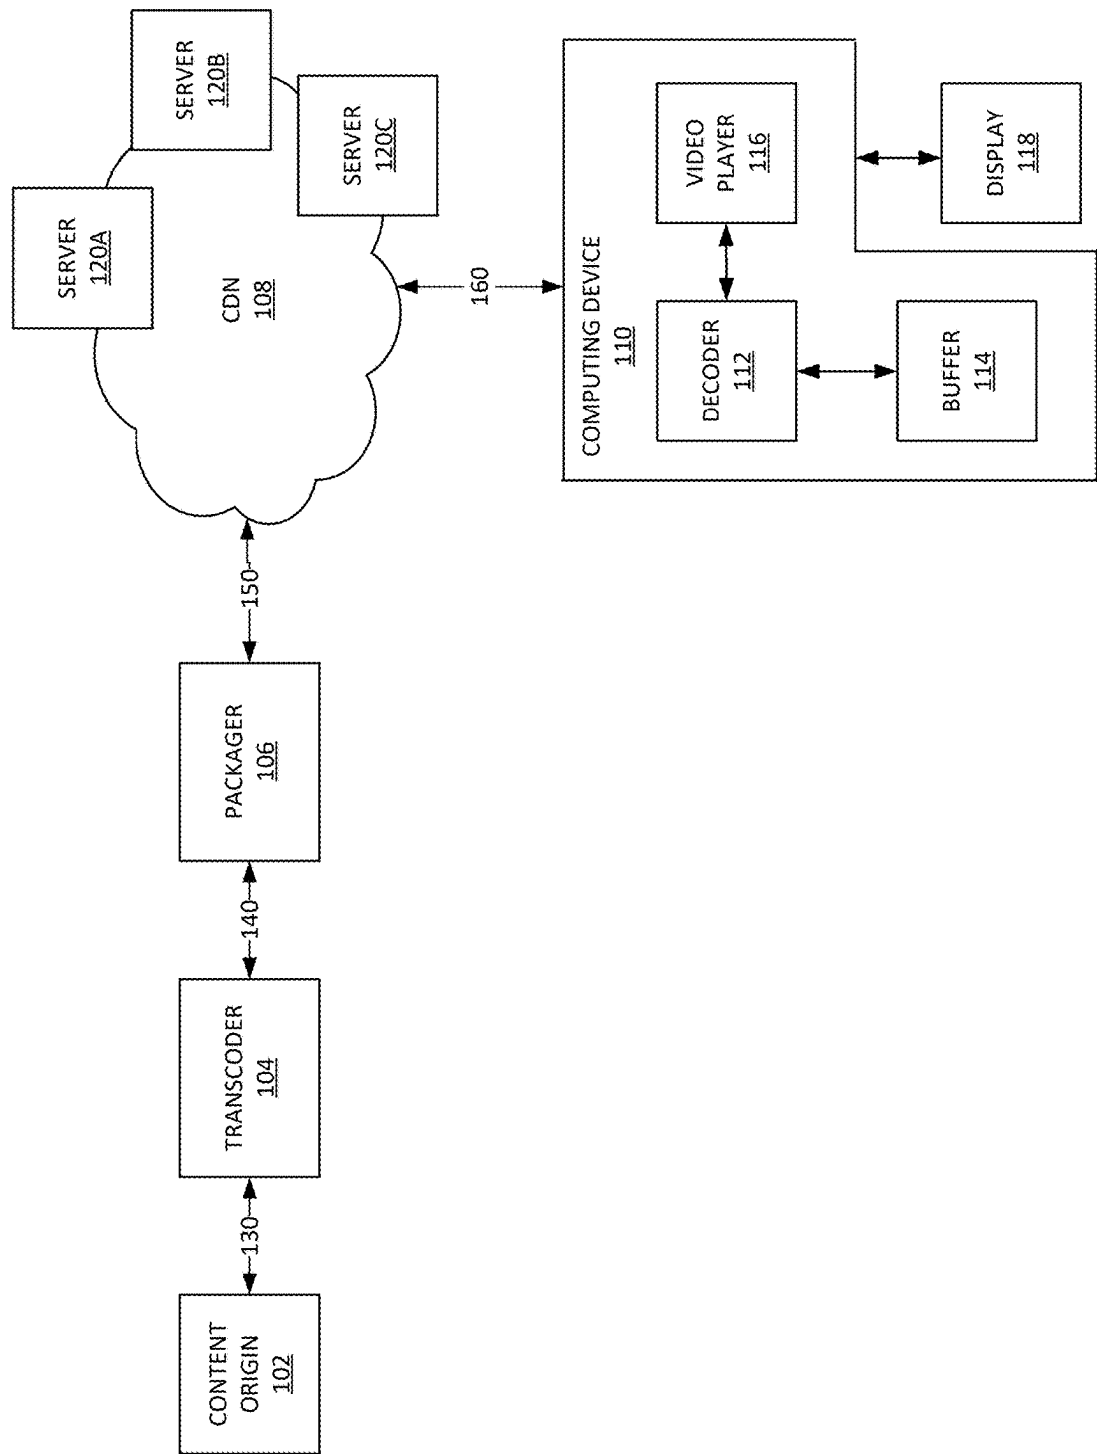 CONTENT
ORIGIN
102
130
TRANSCODER
104
140
PACKAGER
106
150
CDN
108
SERVER
120A
SERVER
120B
SERVER
120C
160
COMPUTING DEVICE
110
DECODER
112
VIDEO
PLAYER
116
BUFFER
114
DISPLAY
118